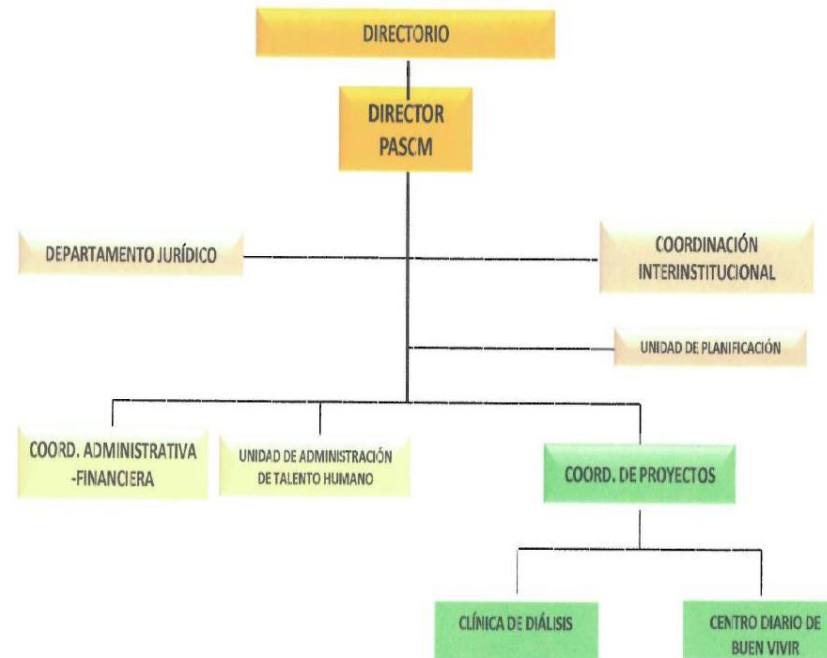 DIRECTORIO
DIRECTOR
PASCM
DEPARTAMENTO JURÍDICO
COORDINACIÓN
INTERINSTITUCIONAL
UNIDAD DE PLANIFICACIÓN
COORD. ADMINISTRATIVA
-FINANCIERA
UNIDAD DE ADMINISTRACIÓN
DE TALENTO HUMANO
COORD. DE PROYECTOS
CLÍNICA DE DIÁLISIS
CENTRO DIARIO DE
BUEN VIVIR